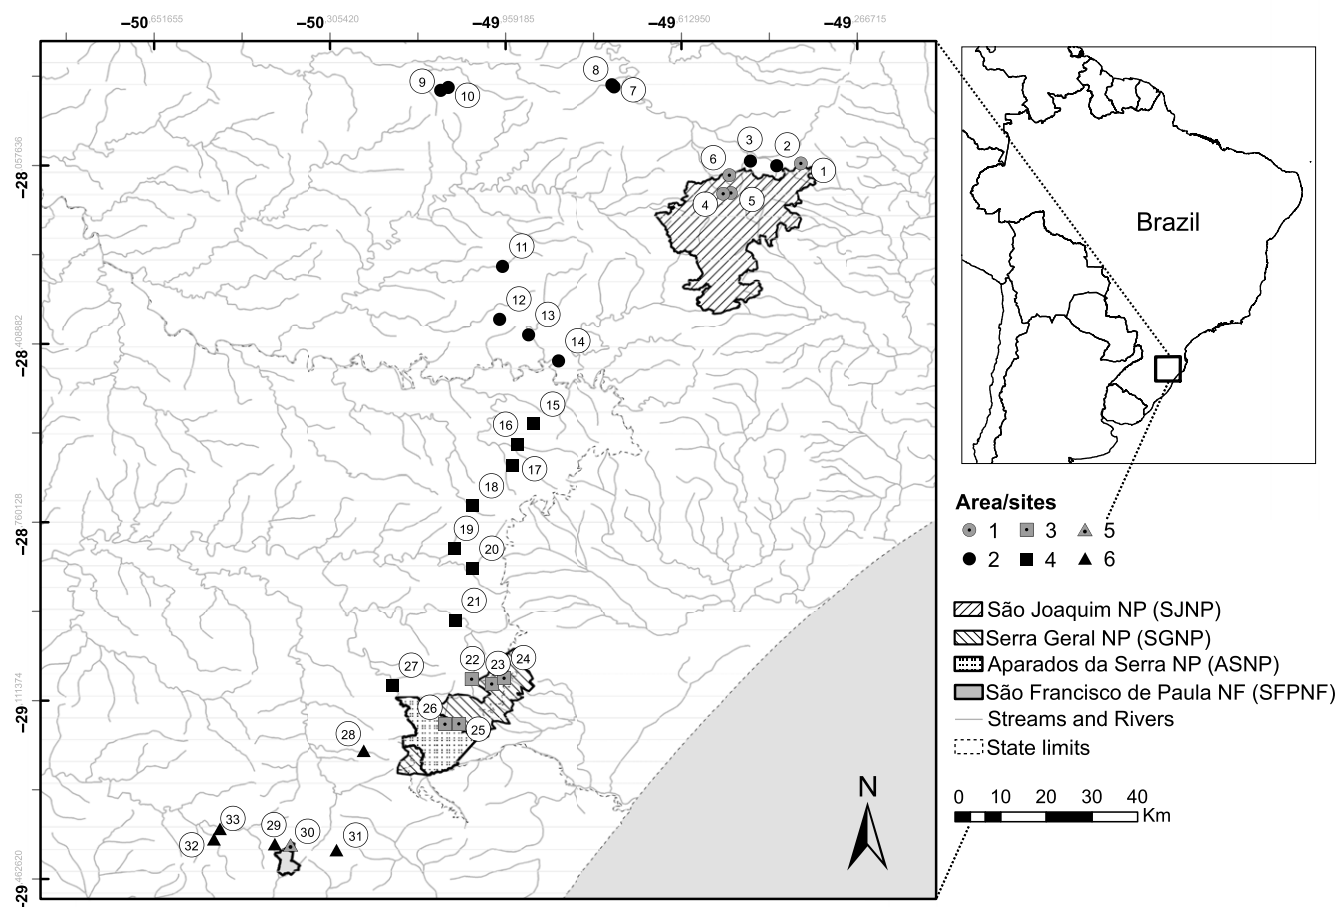 −50.651655 −50.305420 −49.959185 −49.612950 −49.266715
−28.057636
−28.408882
−28.760128
−29.111374
−29.462620
8
9
10
7
3
2
6
1
4
5
11
12
13
14
15
16
17
18
19
20
21
22
23
24
27
26
25
28
33
29
30
31
32
N
Brazil
Area/sites
1 3 5
2 4 6
São Joaquim NP (SJNP)
Serra Geral NP (SGNP)
Aparados da Serra NP (ASNP)
São Francisco de Paula NF (SFPNF)
Streams and Rivers
State limits
0 10 20 30 40
Km